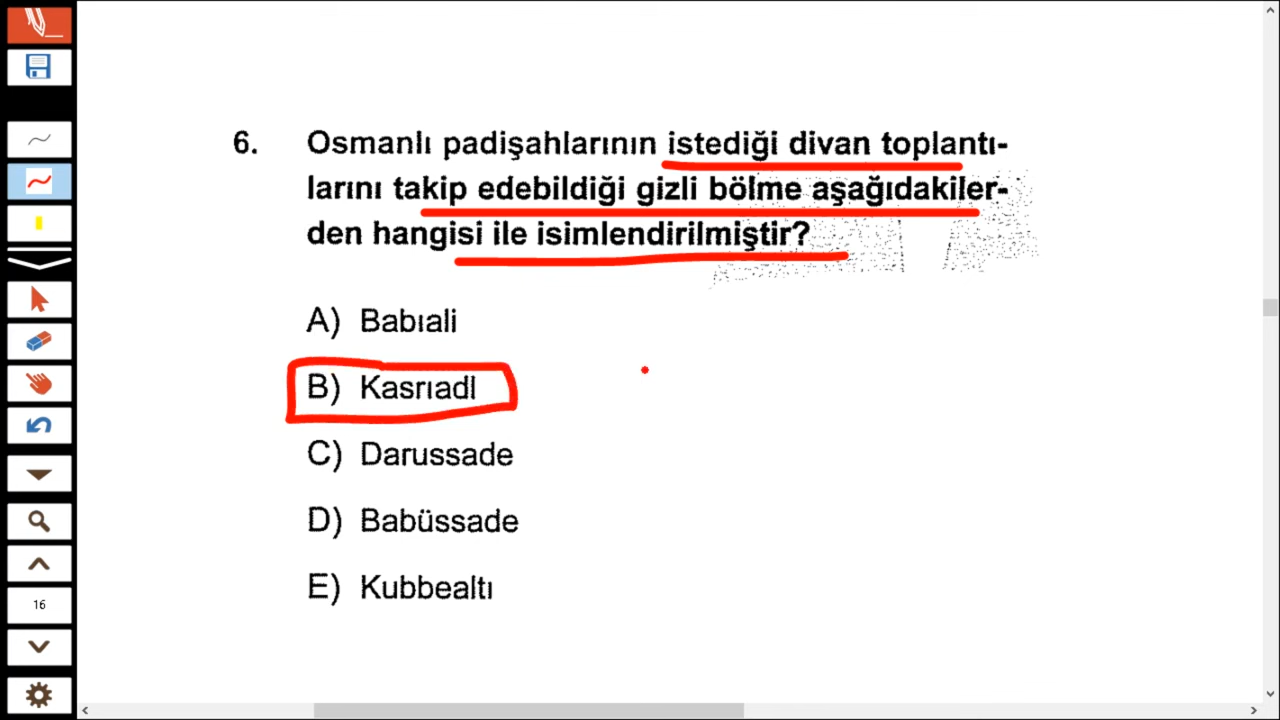 6. Osmanlı padişahlarının istediği divan toplantı-
larını takip edebildiği gizli bölme aşağıdakiler-
den hangisi ile isimlendirilmiştir?
A) Babıali
B) Kasrıadl
C) Darussade
D) Babüssade
E) Kubbealtı
16